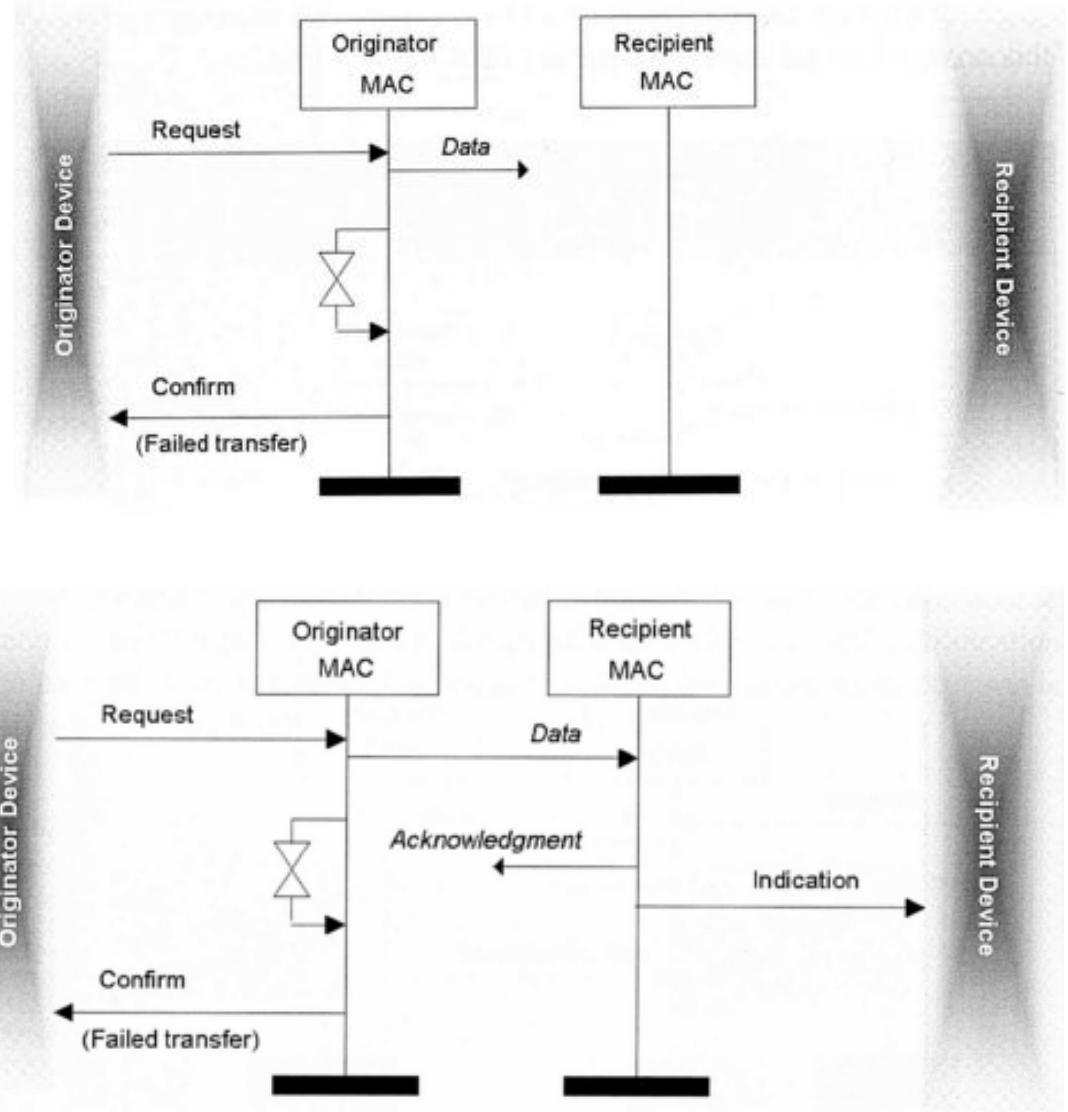 Originator
MAC
Recipient
MAC
Request
Data
Originator Device
Recipient Device
Confirm
(Failed transfer)
Originator
MAC
Recipient
MAC
Request
Data
Originator Device
Acknowledgment
Indication
Recipient Device
Confirm
(Failed transfer)